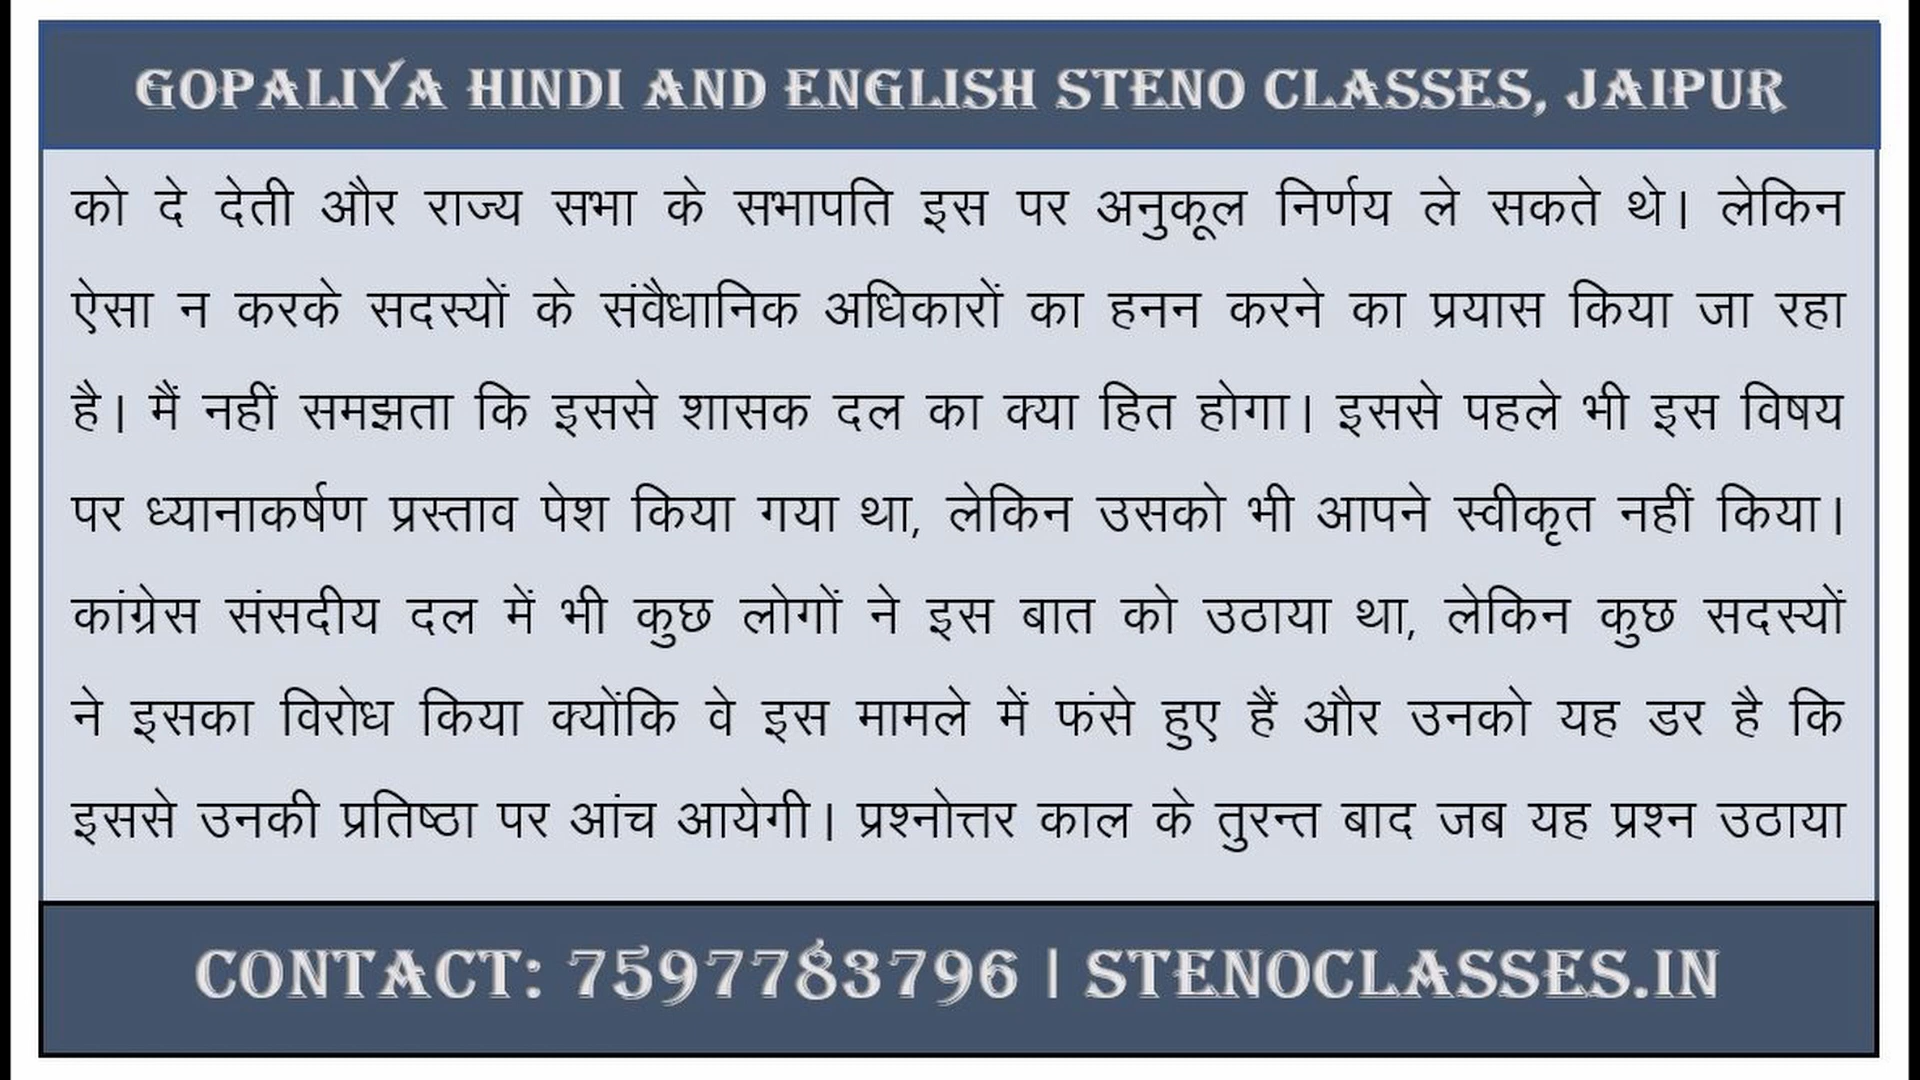 GOPALIYA HINDI AND ENGLISH STENO CLASSES, JAIPUR
को दे देती और राज्य सभा के सभापति इस पर अनुकूल निर्णय ले सकते थे। लेकिन
ऐसा न करके सदस्यों के संवैधानिक अधिकारों का हनन करने का प्रयास किया जा रहा
है। मैं नहीं समझता कि इससे शासक दल का क्या हित होगा। इससे पहले भी इस विषय
पर ध्यानाकर्षण प्रस्ताव पेश किया गया था, लेकिन उसको भी आपने स्वीकृत नहीं किया।
कांग्रेस संसदीय दल में भी कुछ लोगों ने इस बात को उठाया था, लेकिन कुछ सदस्यों
ने इसका विरोध किया क्योंकि वे इस मामले में फंसे हुए हैं और उनको यह डर है कि
इससे उनकी प्रतिष्ठा पर आंच आयेगी। प्रश्नोत्तर काल के तुरन्त बाद जब यह प्रश्न उठाया
CONTACT: 7597783796 | STENOCLASSES.IN